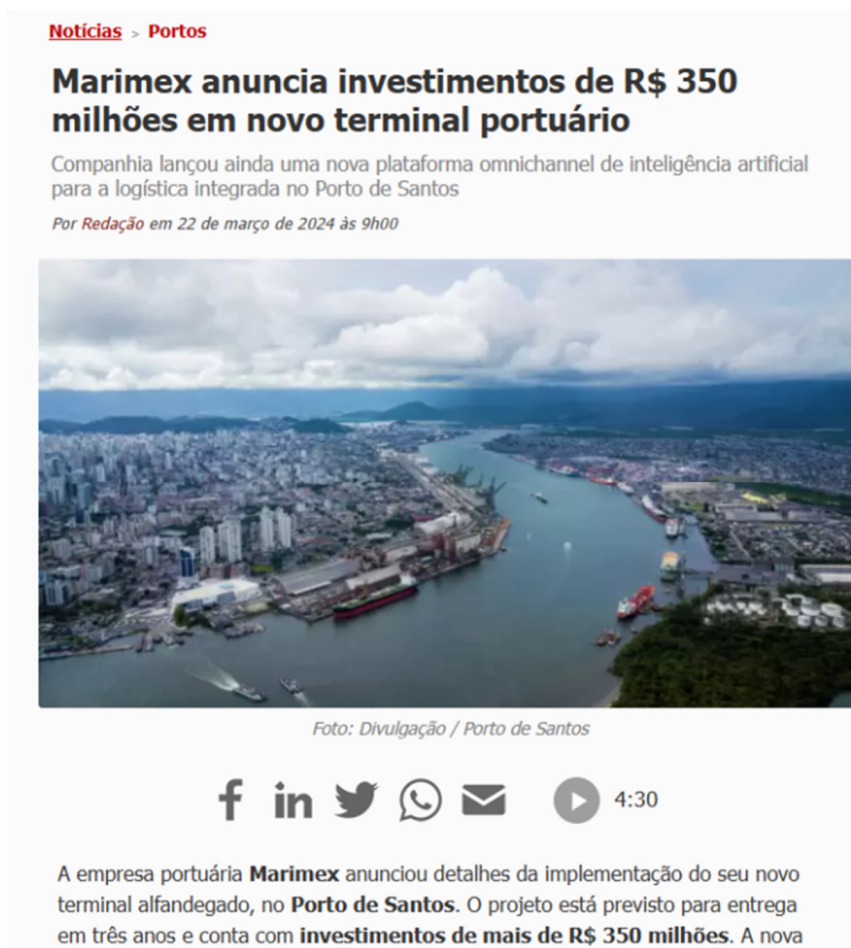 Notícias > Portos
Marimex anuncia investimentos de R$ 350
milhões em novo terminal portuário
Companhia lançou ainda uma nova plataforma omnichannel de inteligência artificial
para a logística integrada no Porto de Santos
Por Redação em 22 de março de 2024 às 9h00
Foto: Divulgação / Porto de Santos
4:30
A empresa portuária Marimex anunciou detalhes da implementação do seu novo
terminal alfandegado, no Porto de Santos. O projeto está previsto para entrega
em três anos e conta com investimentos de mais de R$ 350 milhões. A nova